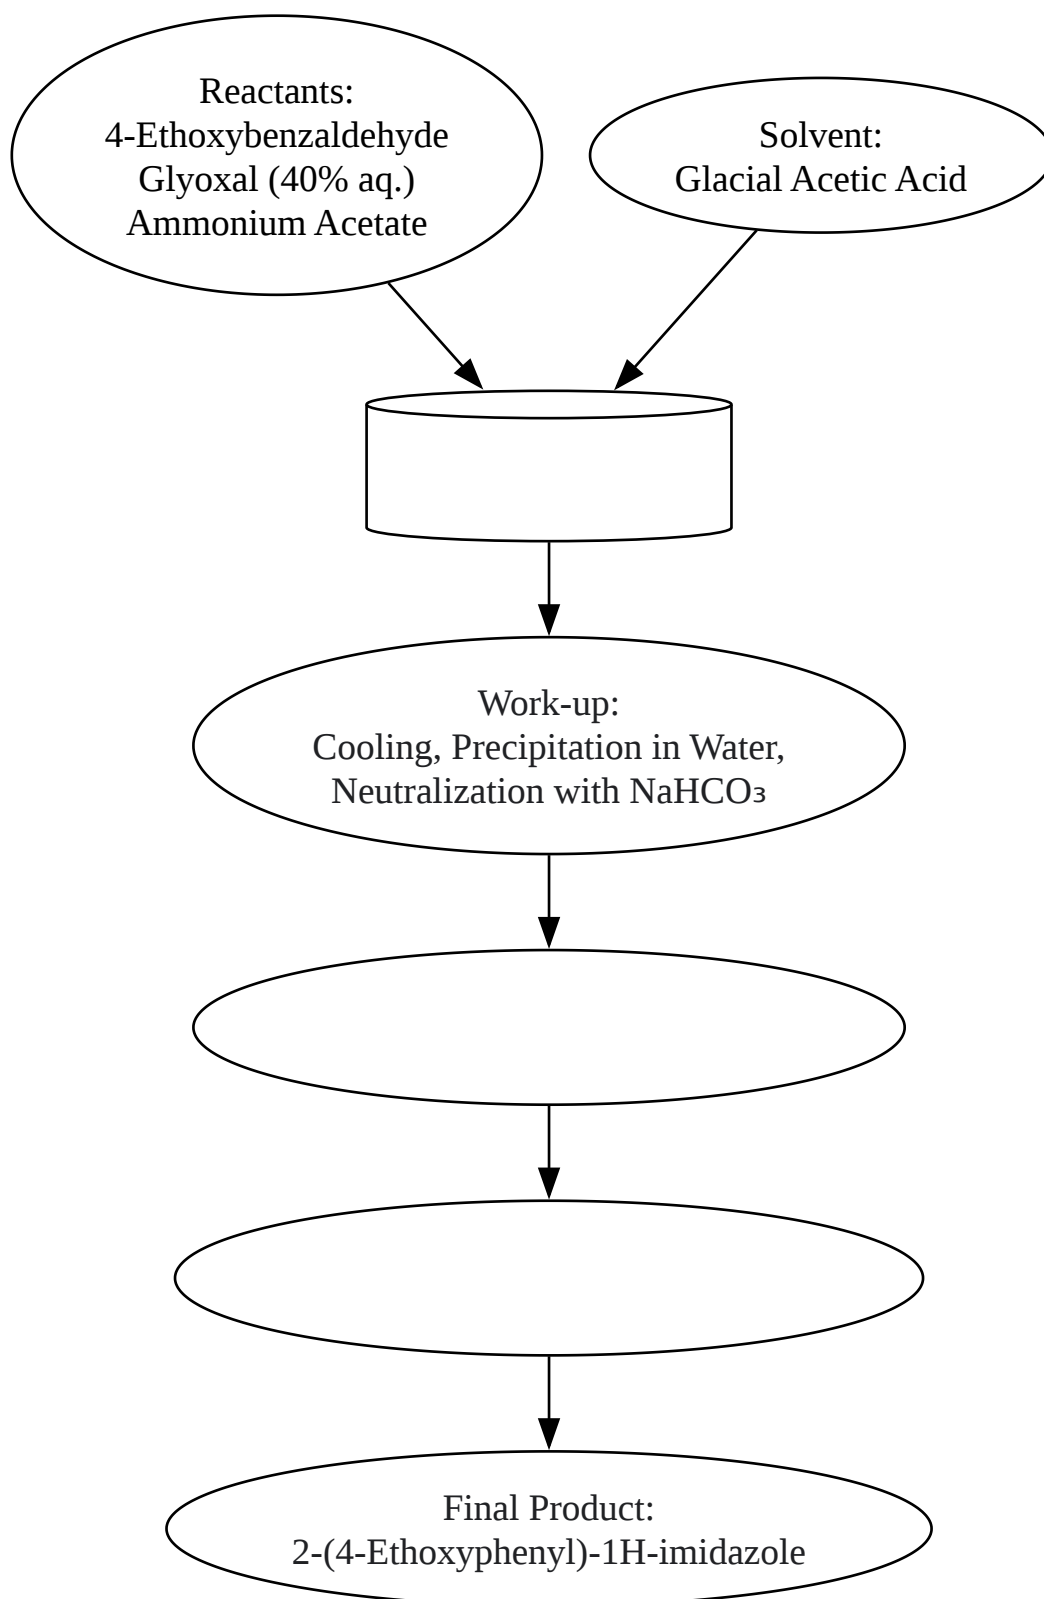 Reactants:
4-Ethoxybenzaldehyde
Glyoxal (40% aq.)
Ammonium Acetate
Solvent:
Glacial Acetic Acid
Work-up:
Cooling, Precipitation in Water,
Neutralization with NaHCO₃
Final Product:
2-(4-Ethoxyphenyl)-1H-imidazole